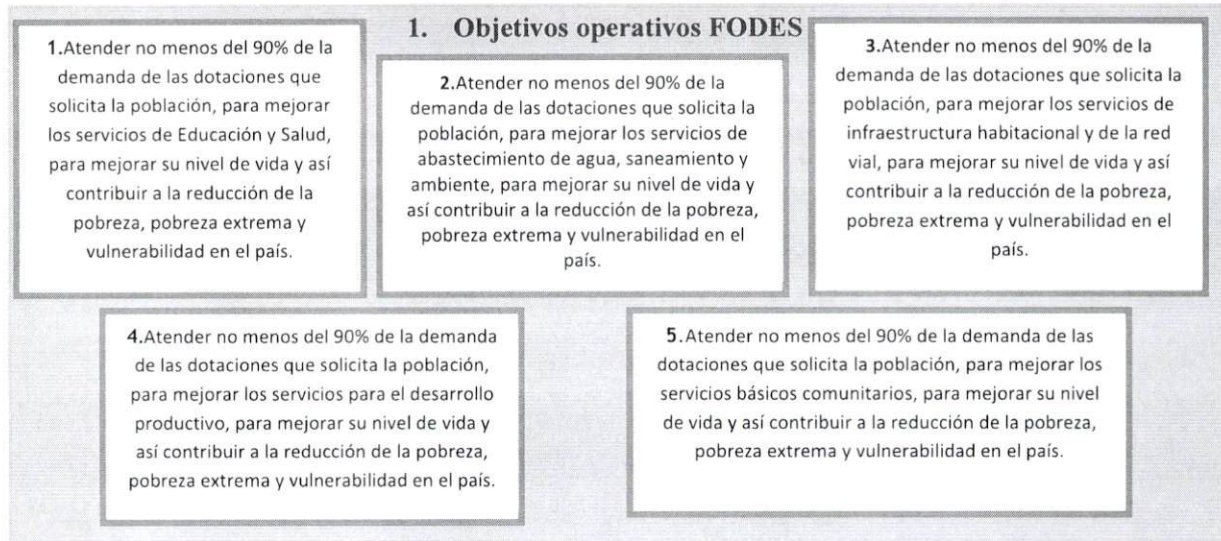 1. Objetivos operativos FODES
1.Atender no menos del 90% de la
demanda de las dotaciones que
solicita la población, para mejorar
los servicios de Educación y Salud,
para mejorar su nivel de vida y así
contribuir a la reducción de la
pobreza, pobreza extrema y
vulnerabilidad en el país.
2.Atender no menos del 90% de la
demanda de las dotaciones que solicita la
población, para mejorar los servicios de
abastecimiento de agua, saneamiento y
ambiente, para mejorar su nivel de vida y
así contribuir a la reducción de la pobreza,
pobreza extrema y vulnerabilidad en el
país.
3.Atender no menos del 90% de la
demanda de las dotaciones que solicita la
población, para mejorar los servicios de
infraestructura habitacional y de la red
vial, para mejorar su nivel de vida y así
contribuir a la reducción de la pobreza,
pobreza extrema y vulnerabilidad en el
país.
4.Atender no menos del 90% de la demanda
de las dotaciones que solicita la población,
para mejorar los servicios para el desarrollo
productivo, para mejorar su nivel de vida y
así contribuir a la reducción de la pobreza,
pobreza extrema y vulnerabilidad en el país.
5.Atender no menos del 90% de la demanda de las
dotaciones que solicita la población, para mejorar los
servicios básicos comunitarios, para mejorar su nivel
de vida y así contribuir a la reducción de la pobreza,
pobreza extrema y vulnerabilidad en el país.